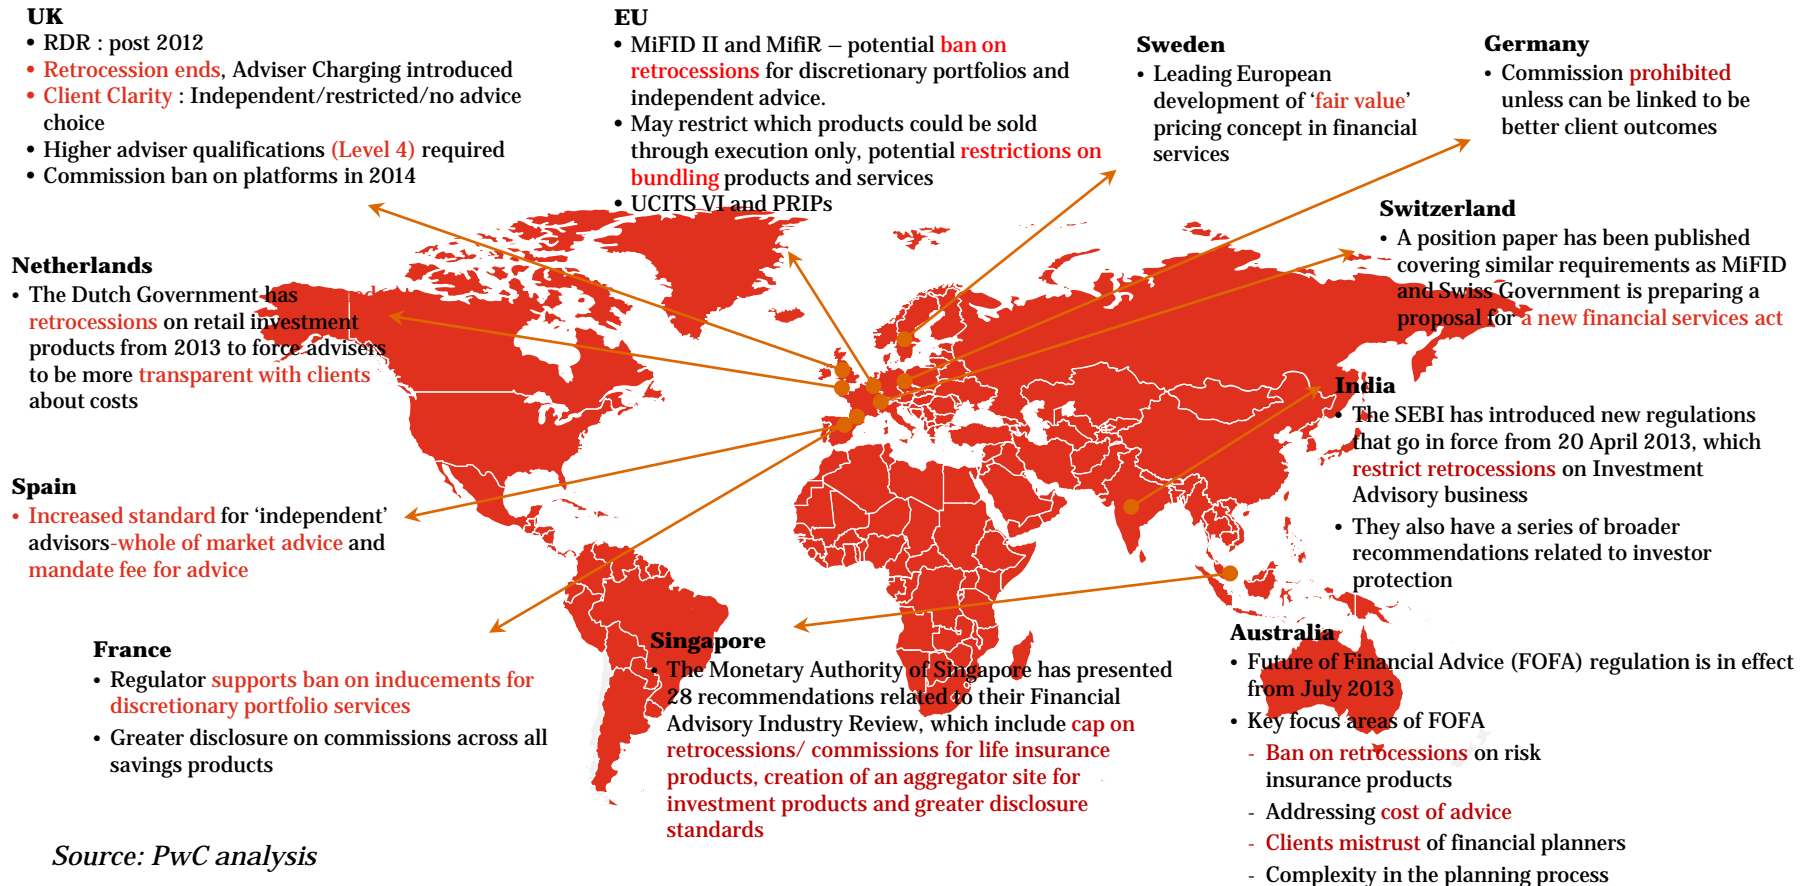 UK
• RDR : post 2012
• Retrocession ends, Adviser Charging introduced
• Client Clarity : Independent/restricted/no advice
choice
• Higher adviser qualifications (Level 4) required
• Commission ban on platforms in 2014
EU
• MiFID II and MifiR – potential ban on
retrocessions for discretionary portfolios and
independent advice.
• May restrict which products could be sold
through execution only, potential restrictions on
bundling products and services
• UCITS VI and PRIPs
Sweden
• Leading European
development of ‘fair value’
pricing concept in financial
services
Germany
• Commission prohibited
unless can be linked to be
better client outcomes
Switzerland
• A position paper has been published
covering similar requirements as MiFID
and Swiss Government is preparing a
proposal for a new financial services act
Netherlands
• The Dutch Government has
retrocessions on retail investment
products from 2013 to force advisers
to be more transparent with clients
about costs
India
• The SEBI has introduced new regulations
that go in force from 20 April 2013, which
restrict retrocessions on Investment
Advisory business
• They also have a series of broader
recommendations related to investor
protection
Spain
• Increased standard for ‘independent’
advisors-whole of market advice and
mandate fee for advice
France
• Regulator supports ban on inducements for
discretionary portfolio services
• Greater disclosure on commissions across all
savings products
Singapore
• The Monetary Authority of Singapore has presented
28 recommendations related to their Financial
Advisory Industry Review, which include cap on
retrocessions/ commissions for life insurance
products, creation of an aggregator site for
investment products and greater disclosure
standards
Australia
• Future of Financial Advice (FOFA) regulation is in effect
from July 2013
• Key focus areas of FOFA
- Ban on retrocessions on risk
insurance products
- Addressing cost of advice
- Clients mistrust of financial planners
- Complexity in the planning process
Source: PwC analysis